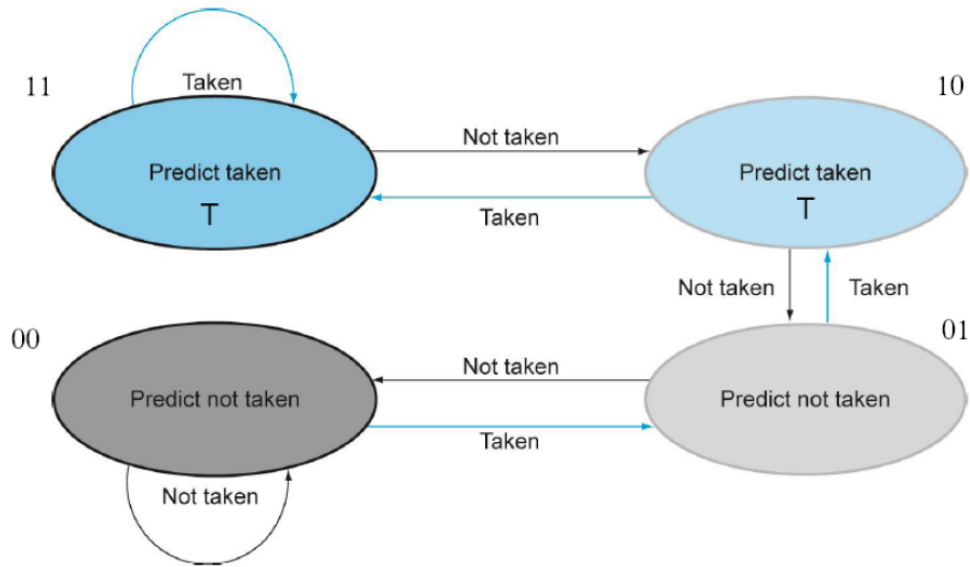 Taken
11
10
Not taken
Predict taken
Predict taken
T
T
Taken
Not taken
Taken
00
01
Not taken
Predict not taken
Predict not taken
Taken
Not taken